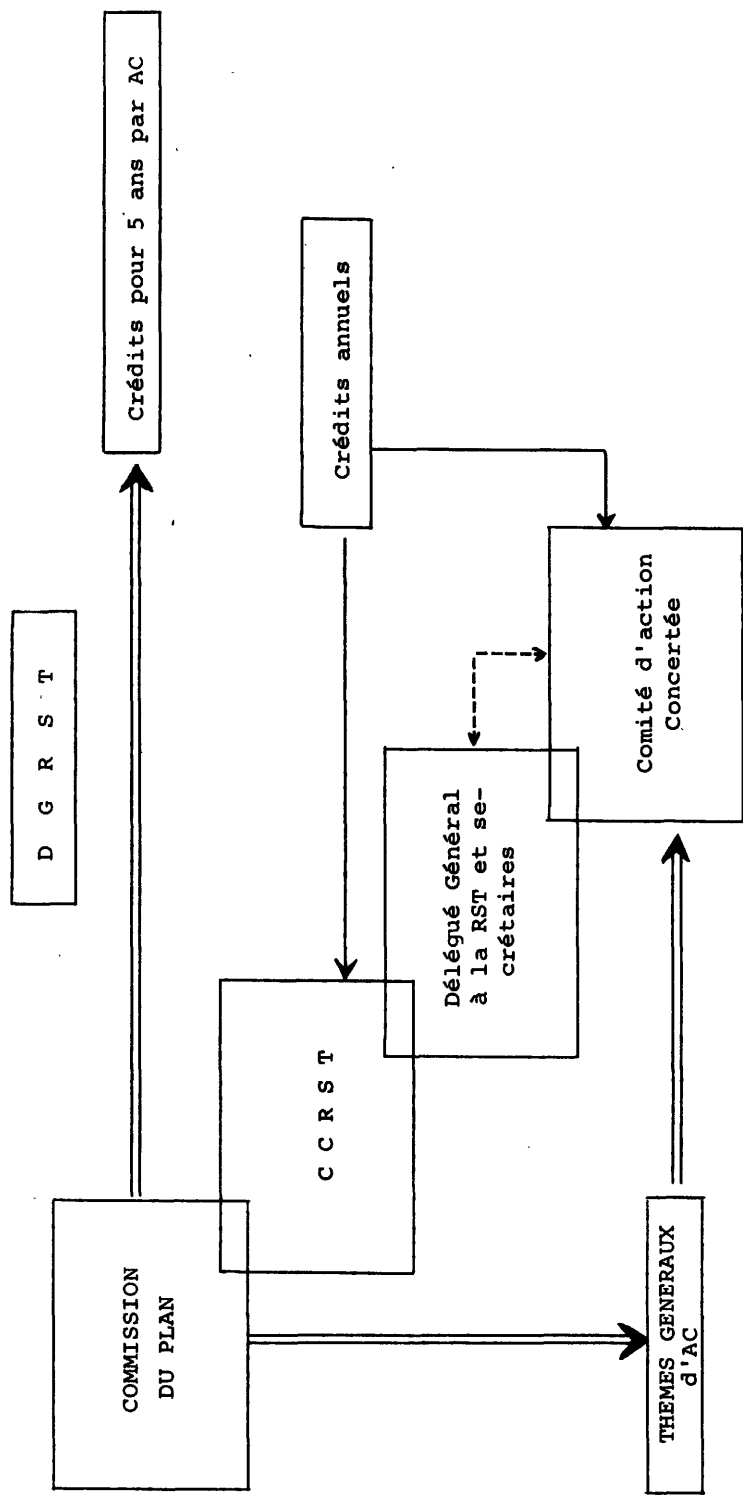 D G R S T
COMMISSION
DU PLAN
Crédits pour 5 ans par AC
C C R S T
Crédits annuels
Délégué Général
à la RST et se-
crétaires
Comité d'action
Concertée
THEMES GENERAUX
d'AC